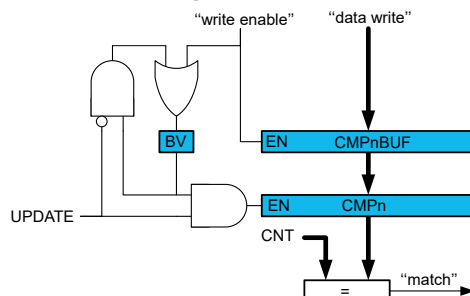 “write enable” “data write”
BV
EN CMPnBUF
EN CMPn
UPDATE
CNT
=
“match”